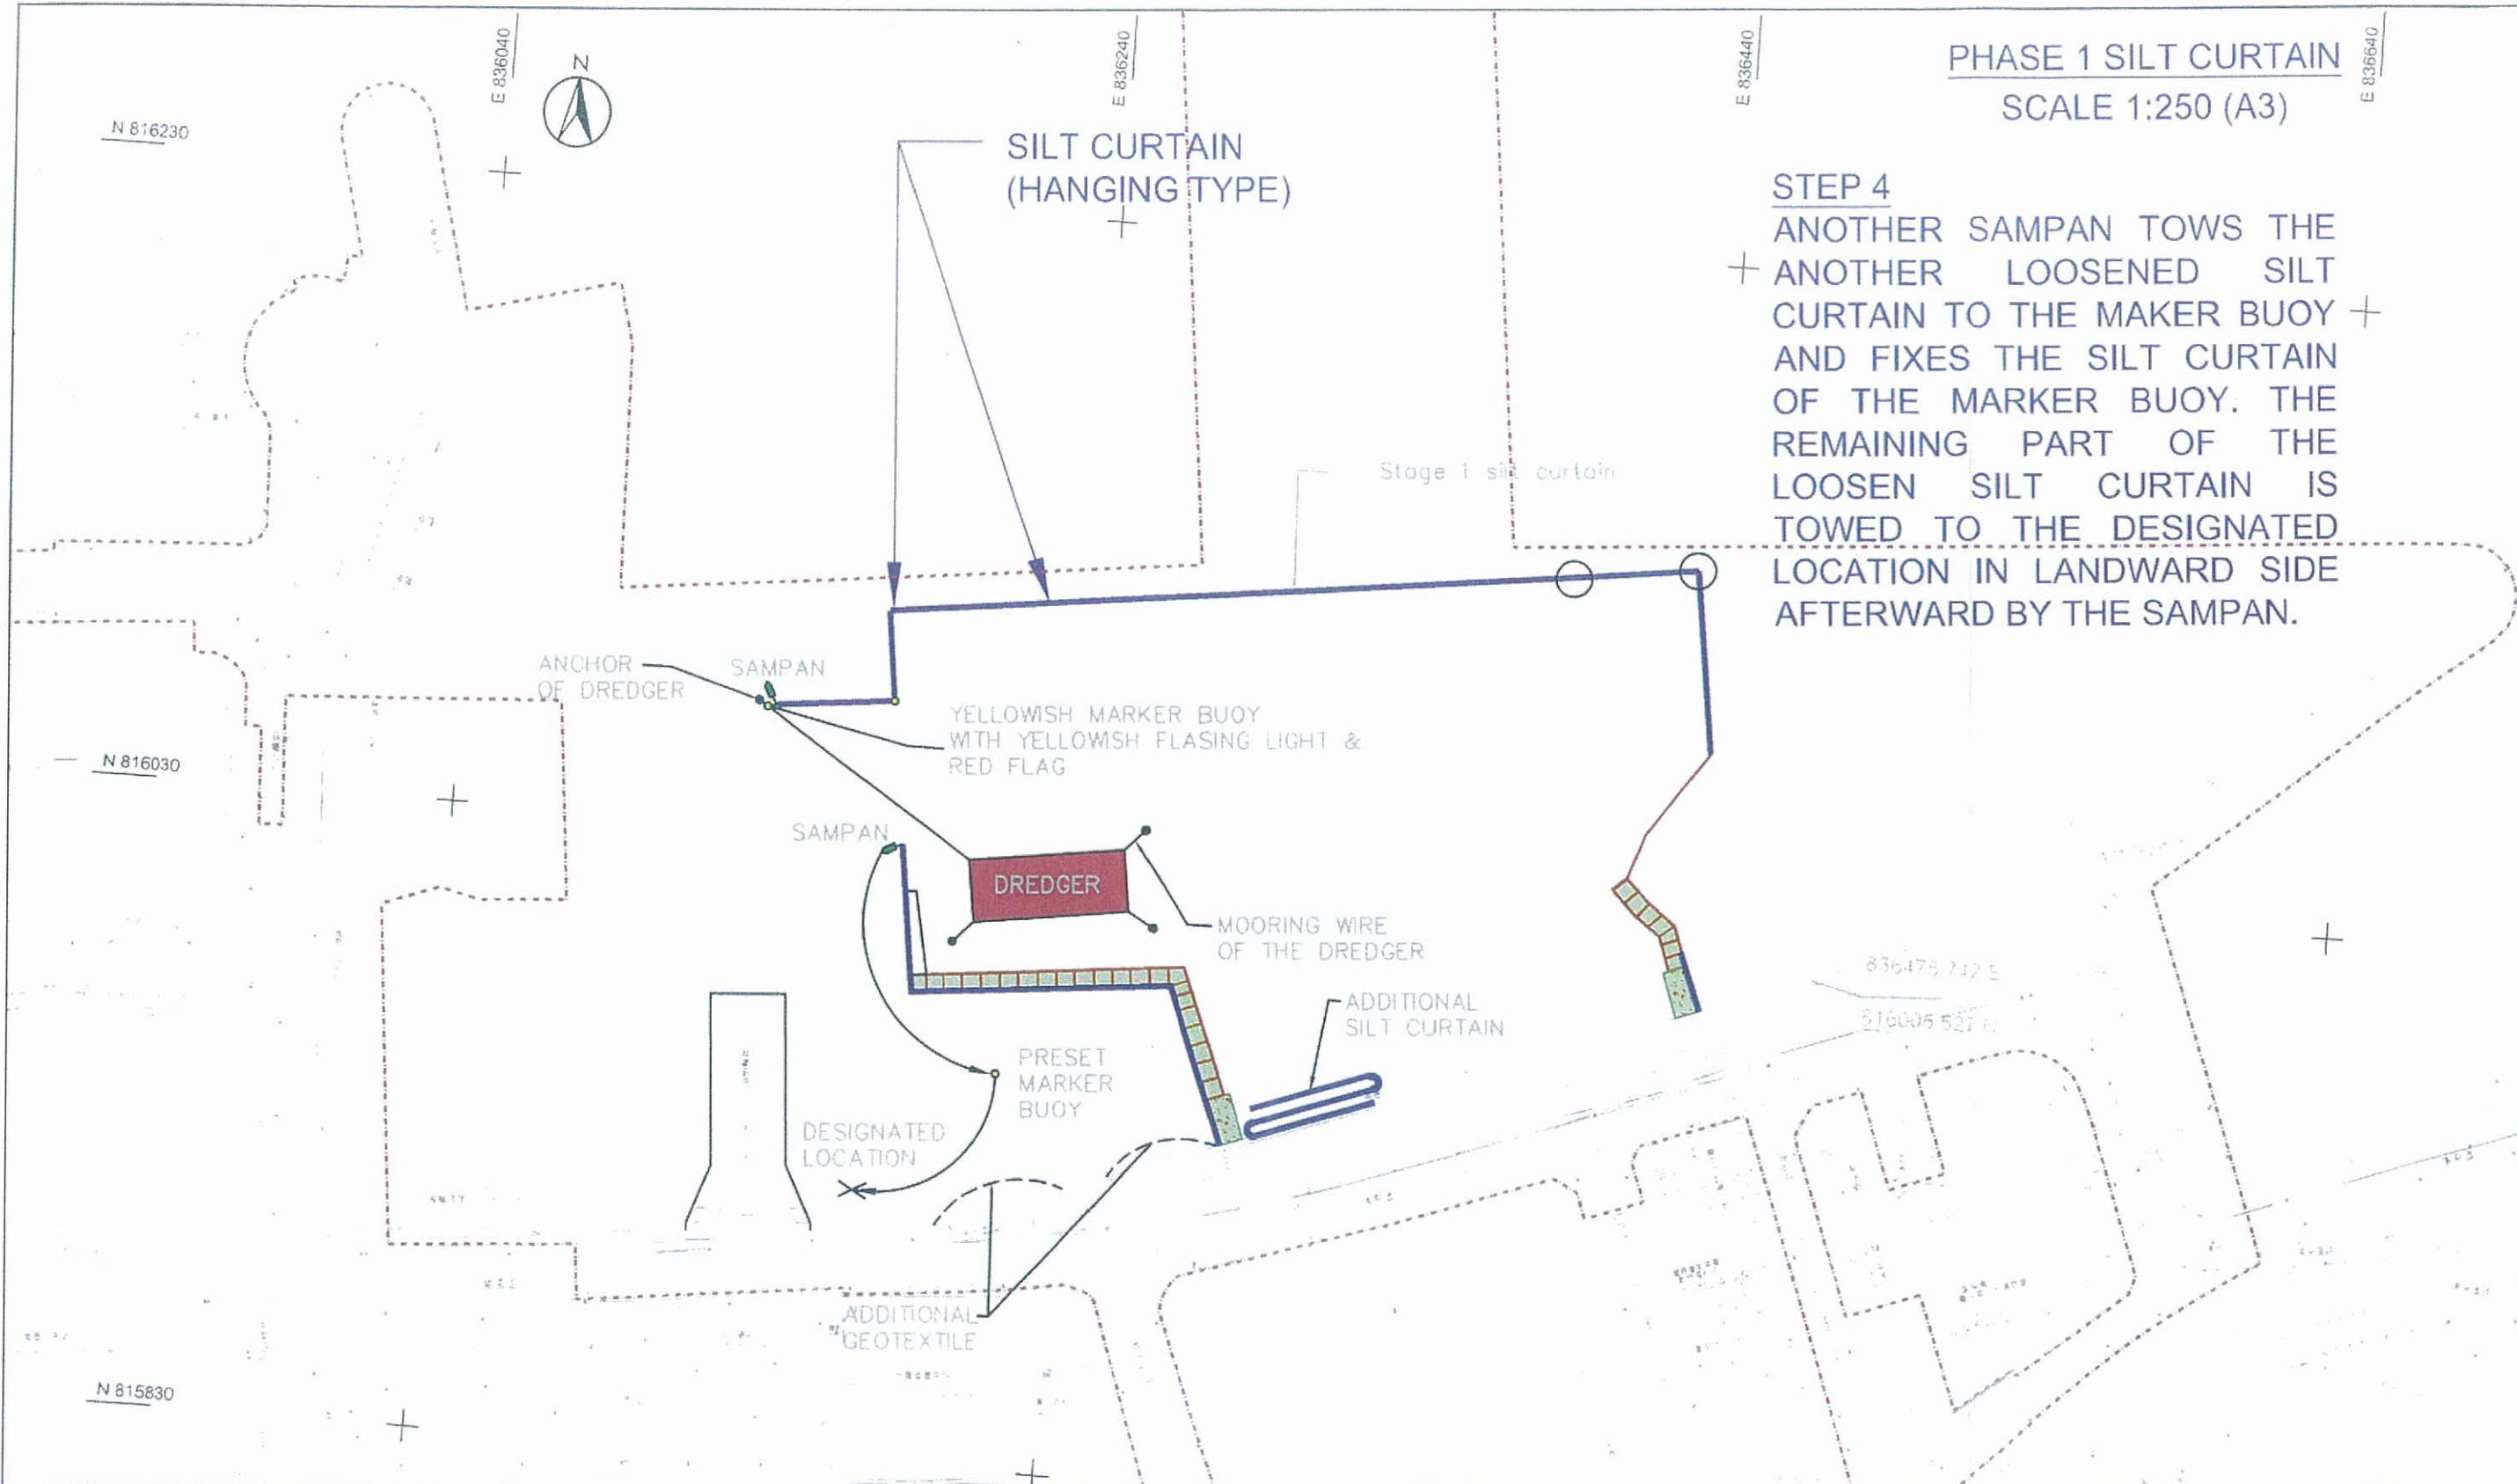 E 836040
E 836240
E 836440
E 836640
PHASE 1 SILT CURTAIN
SCALE 1:250 (A3)
N 816230
N
SILT CURTAIN
(HANGING TYPE)
STEP 4
ANOTHER SAMPAN TOWS THE
ANOTHER LOOSENED SILT
CURTAIN TO THE MAKER BUOY
AND FIXES THE SILT CURTAIN
OF THE MARKER BUOY. THE
REMAINING PART OF THE
LOOSEN SILT CURTAIN IS
TOWED TO THE DESIGNATED
LOCATION IN LANDWARD SIDE
AFTERWARD BY THE SAMPAN.
Stage 1 silt curtain
ANCHOR
OF DREDGER
SAMPAN
YELLOWISH MARKER BUOY
WITH YELLOWISH FLASING LIGHT &
RED FLAG
N 816030
SAMPAN
DREDGER
MOORING WIRE
OF THE DREDGER
ADDITIONAL
SILT CURTAIN
PRESET
MARKER
BUOY
DESIGNATED
LOCATION
ADDITIONAL
GEOTEXTILE
N 815830